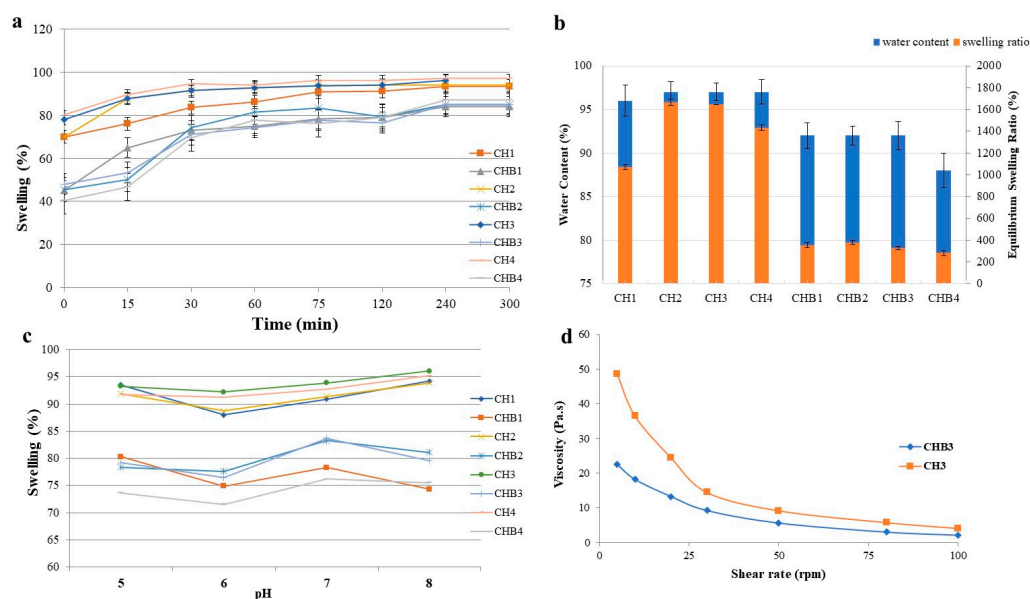 a
120
100
80
60
40
20
0
Swelling (%)
0 15 30 60 75 120 240 300
Time (min)
CH1
CHB1
CH2
CHB2
CH3
CHB3
CH4
CHB4
b
water content swelling ratio
100
95
90
85
80
75
Water Content (%)
2000
1800
1600
1400
1200
1000
800
600
400
200
0
Equilibrium Swelling Ratio (%)
CH1 CH2 CH3 CH4 CHB1 CHB2 CHB3 CHB4
c
100
95
90
85
80
75
70
65
60
Swelling (%)
5 6 7 8
pH
CH1
CHB1
CH2
CHB2
CH3
CHB3
CH4
CHB4
d
60
50
40
30
20
10
0
Viscosity (Pa.s)
0 25 50 75 100
Shear rate (rpm)
CHB3
CH3